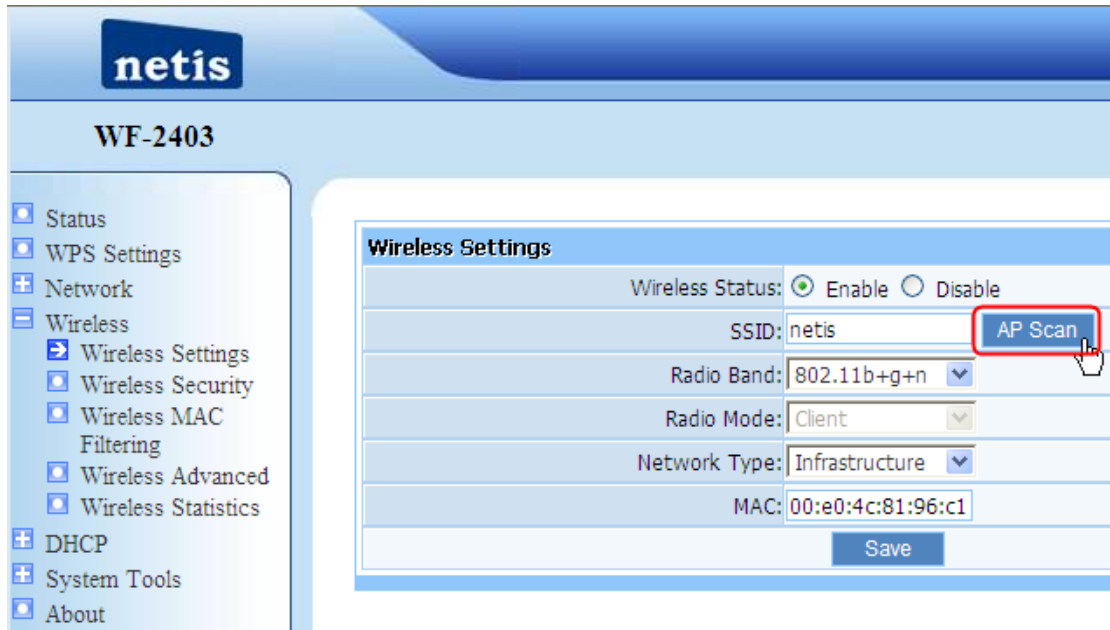 netis
WF-2403
Status
WPS Settings
Network
Wireless
Wireless Settings
Wireless Security
Wireless MAC
Filtering
Wireless Advanced
Wireless Statistics
DHCP
System Tools
About
Wireless Settings
Wireless Status: Enable Disable
SSID: netis AP Scan
Radio Band: 802.11b+g+n
Radio Mode: Client
Network Type: Infrastructure
MAC: 00:e0:4c:81:96:c1
Save